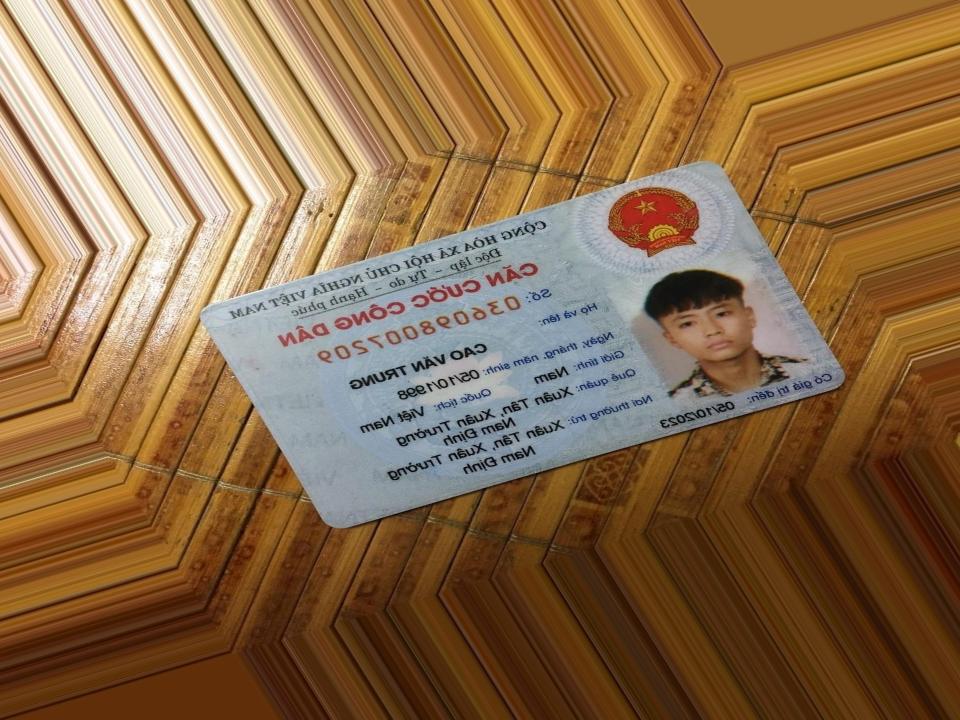 CỘNG HÒA XÃ HỘI CHỦ NGHĨA VIỆT NAM
Độc lập - Tự do - Hạnh phúc
CĂN CƯỚC CÔNG DÂN
Số: 036098007209
Họ và tên:
CAO VĂN TRUNG
Ngày, tháng, năm sinh: 05/10/1998
Giới tính: Nam Quốc tịch: Việt Nam
Quê quán: Xuân Tân, Xuân Trường
Nam Định
Nơi thường trú: Xuân Tân, Xuân Trường
Nam Định
Có giá trị đến: 05/10/2023